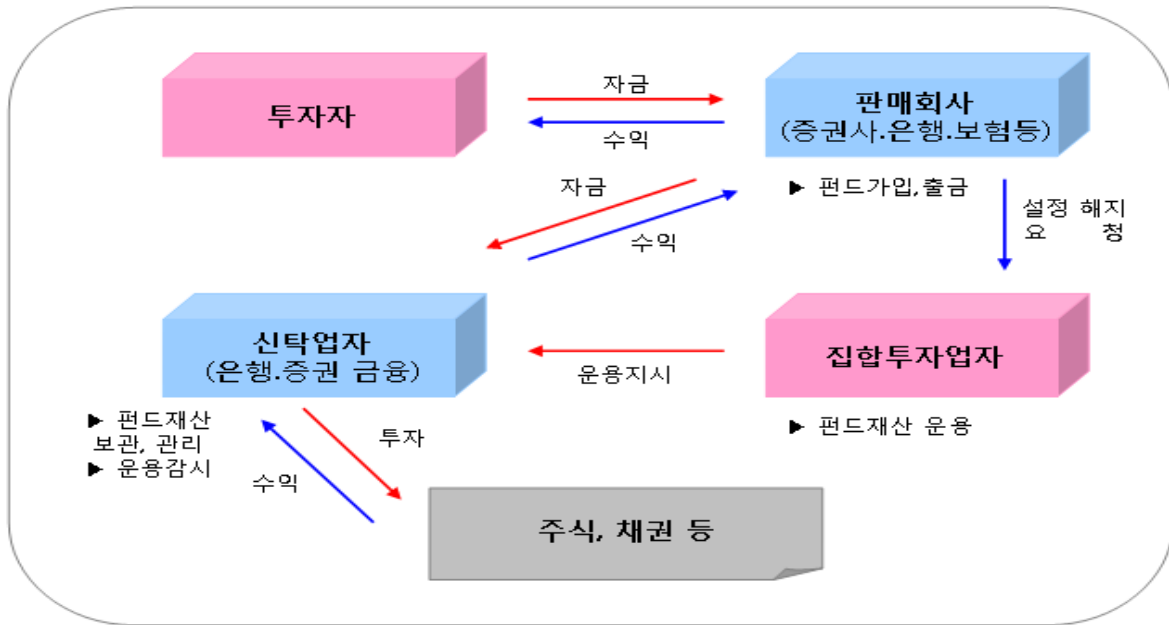 투자자
자금
수익
판매회사
(증권사.은행.보험등)
▶ 펀드가입,출금
자금
수익
설정 해지
요 청
신탁업자
(은행.증권 금융)
운용지시
집합투자업자
▶ 펀드재산
보관, 관리
▶ 운용감시
▶ 펀드재산 운용
투자
수익
주식, 채권 등